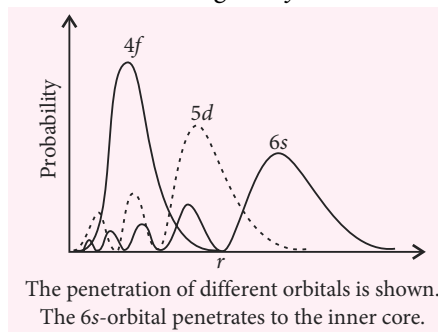 4f
5d
6s
Probability
r
The penetration of different orbitals is shown.
The 6s-orbital penetrates to the inner core.